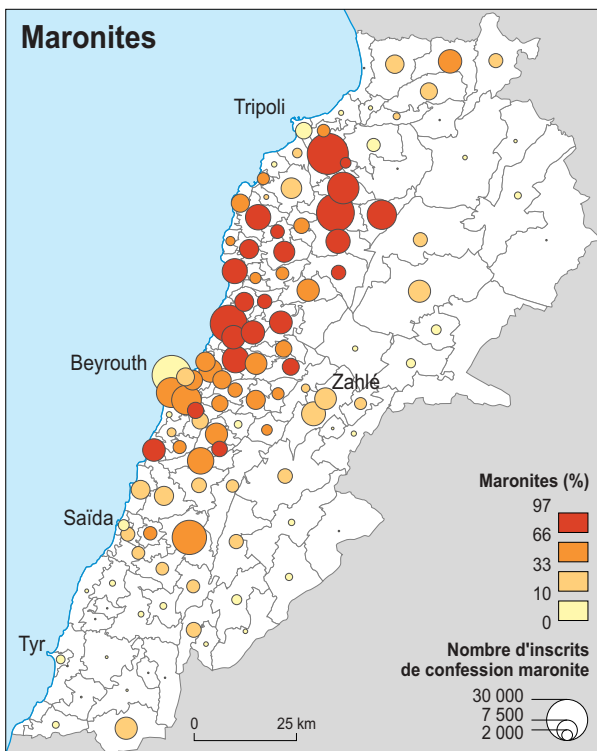 Maronites
Tripoli
Beyrouth
Zahlé
Saïda
Tyr
Maronites (%)
97
66
33
10
0
Nombre d'inscrits
de confession maronite
30 000
7 500
2 000
0 25 km